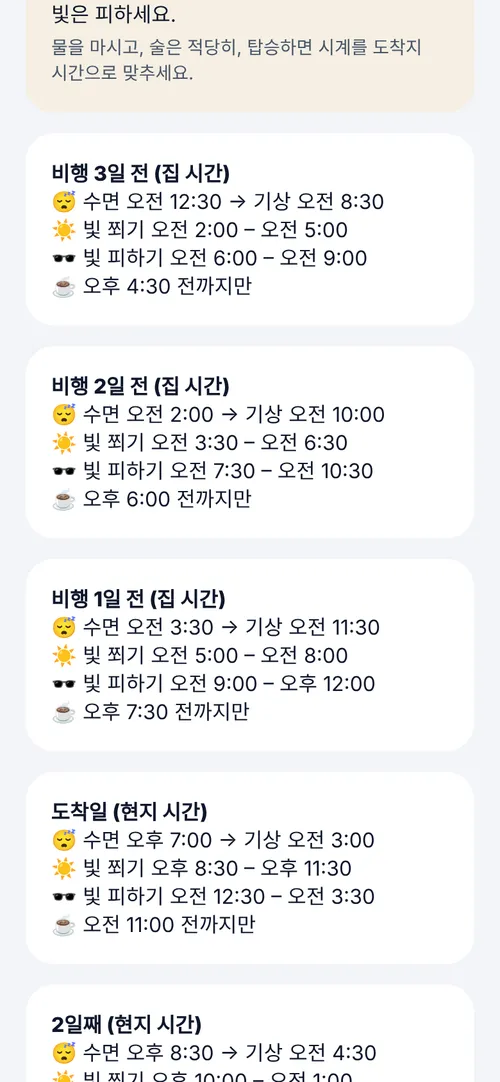 빛은 피하세요.
물을 마시고, 술은 적당히, 탑승하면 시계를 도착지
시간으로 맞추세요.
비행 3일 전 (집 시간)
😴 수면 오전 12:30 → 기상 오전 8:30
☀️ 빛 쬐기 오전 2:00 – 오전 5:00
🕶️ 빛 피하기 오전 6:00 – 오전 9:00
☕ 오후 4:30 전까지만
비행 2일 전 (집 시간)
😴 수면 오전 2:00 → 기상 오전 10:00
☀️ 빛 쬐기 오전 3:30 – 오전 6:30
🕶️ 빛 피하기 오전 7:30 – 오전 10:30
☕ 오후 6:00 전까지만
비행 1일 전 (집 시간)
😴 수면 오전 3:30 → 기상 오전 11:30
☀️ 빛 쬐기 오전 5:00 – 오전 8:00
🕶️ 빛 피하기 오전 9:00 – 오후 12:00
☕ 오후 7:30 전까지만
도착일 (현지 시간)
😴 수면 오후 7:00 → 기상 오전 3:00
☀️ 빛 쬐기 오후 8:30 – 오후 11:30
🕶️ 빛 피하기 오전 12:30 – 오전 3:30
☕ 오전 11:00 전까지만
2일째 (현지 시간)
😴 수면 오후 8:30 → 기상 오전 4:30
☀️ 빛 쬐기 오후 10:00 – 오전 1:00